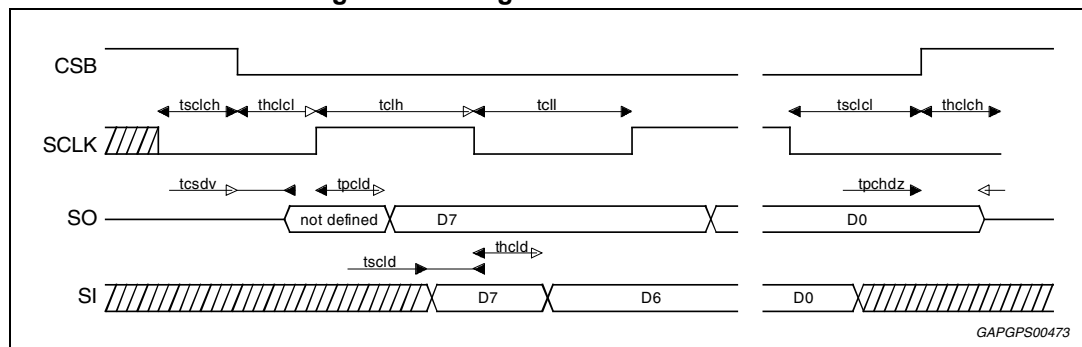 CSB
tsclch thclcl tclh tcll tsclcl thclch
SCLK
tcsdv tpcld tpchdz
SO not defined D7 D0
thcld
tscld
SI D7 D6 D0
GAPGPS00473